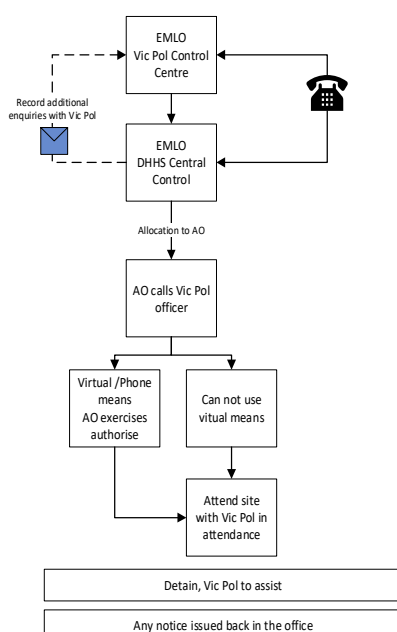 EMLO
Vic Pol Control
Centre
Record additional
enquiries with Vic Pol
EMLO
DHHS Central
Control
Allocation to AO
AO calls Vic Pol
officer
Virtual /Phone
means
AO exercises
authorise
Can not use
vitual means
Attend site
with Vic Pol in
attendance
Detain, Vic Pol to assist
Any notice issued back in the office